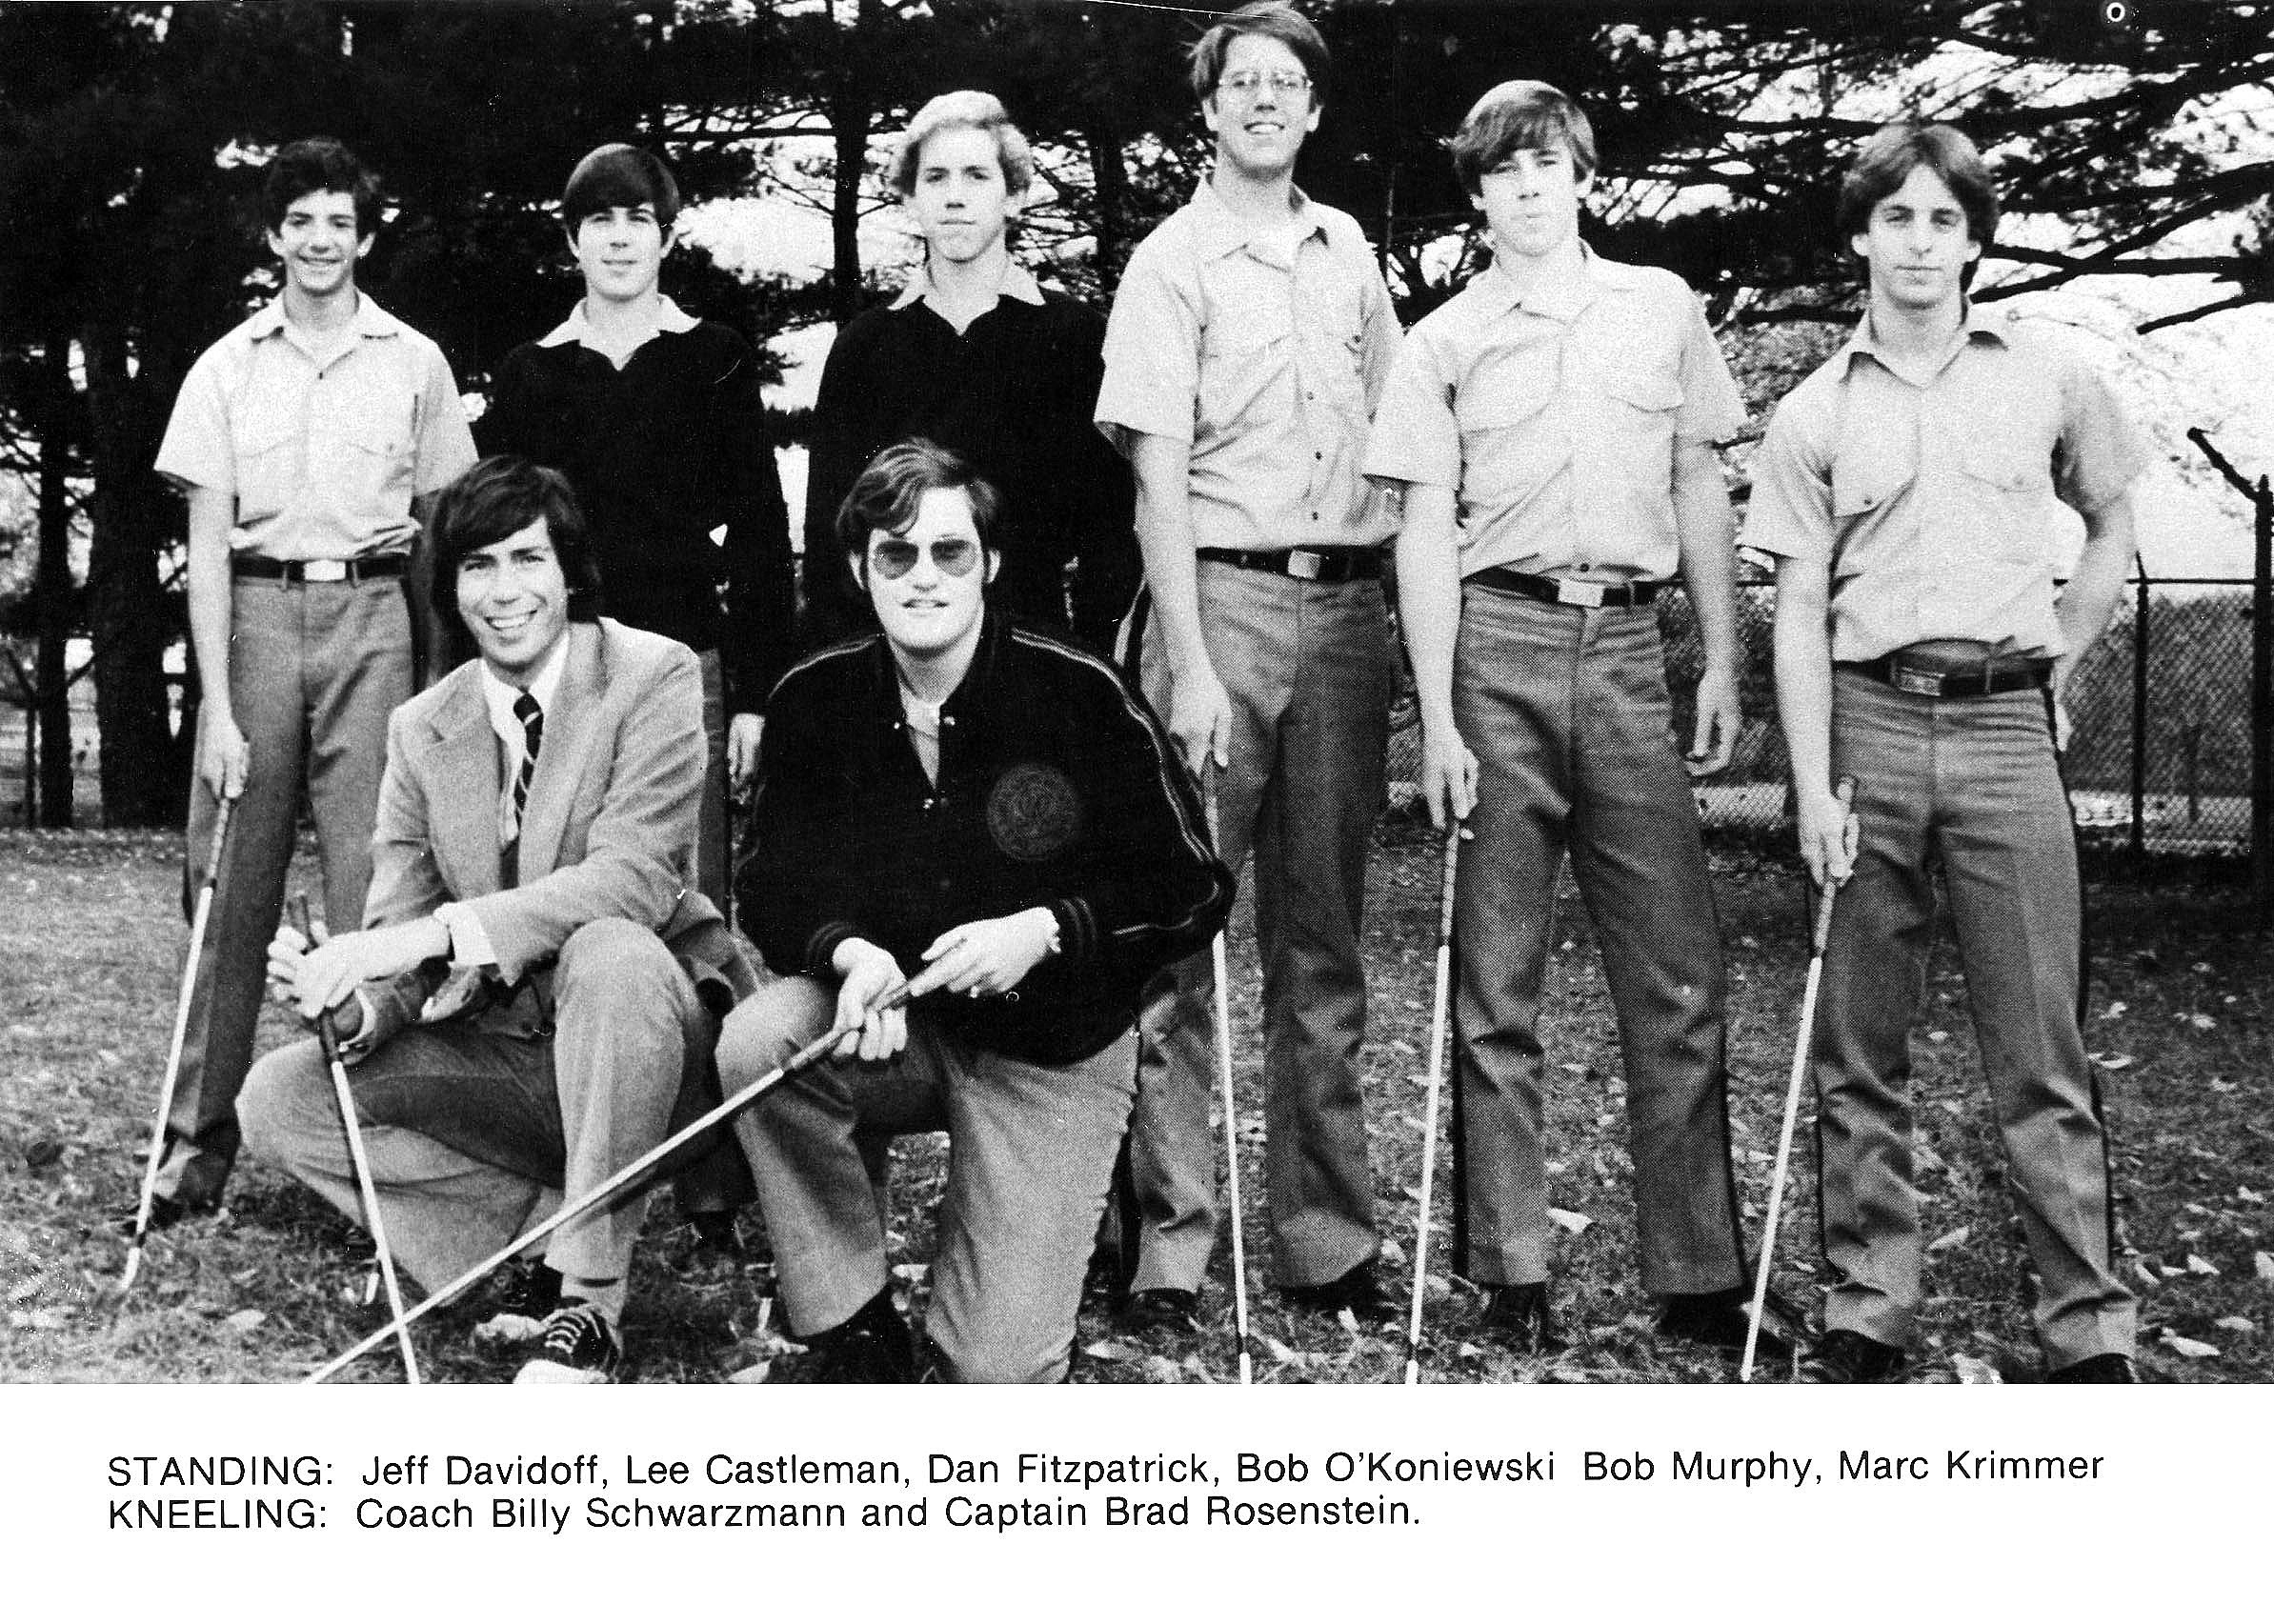 STANDING: Jeff Davidoff, Lee Castleman, Dan Fitzpatrick, Bob O'Koniewski Bob Murphy, Marc Krimmer
KNEELING: Coach Billy Schwarzmann and Captain Brad Rosenstein.